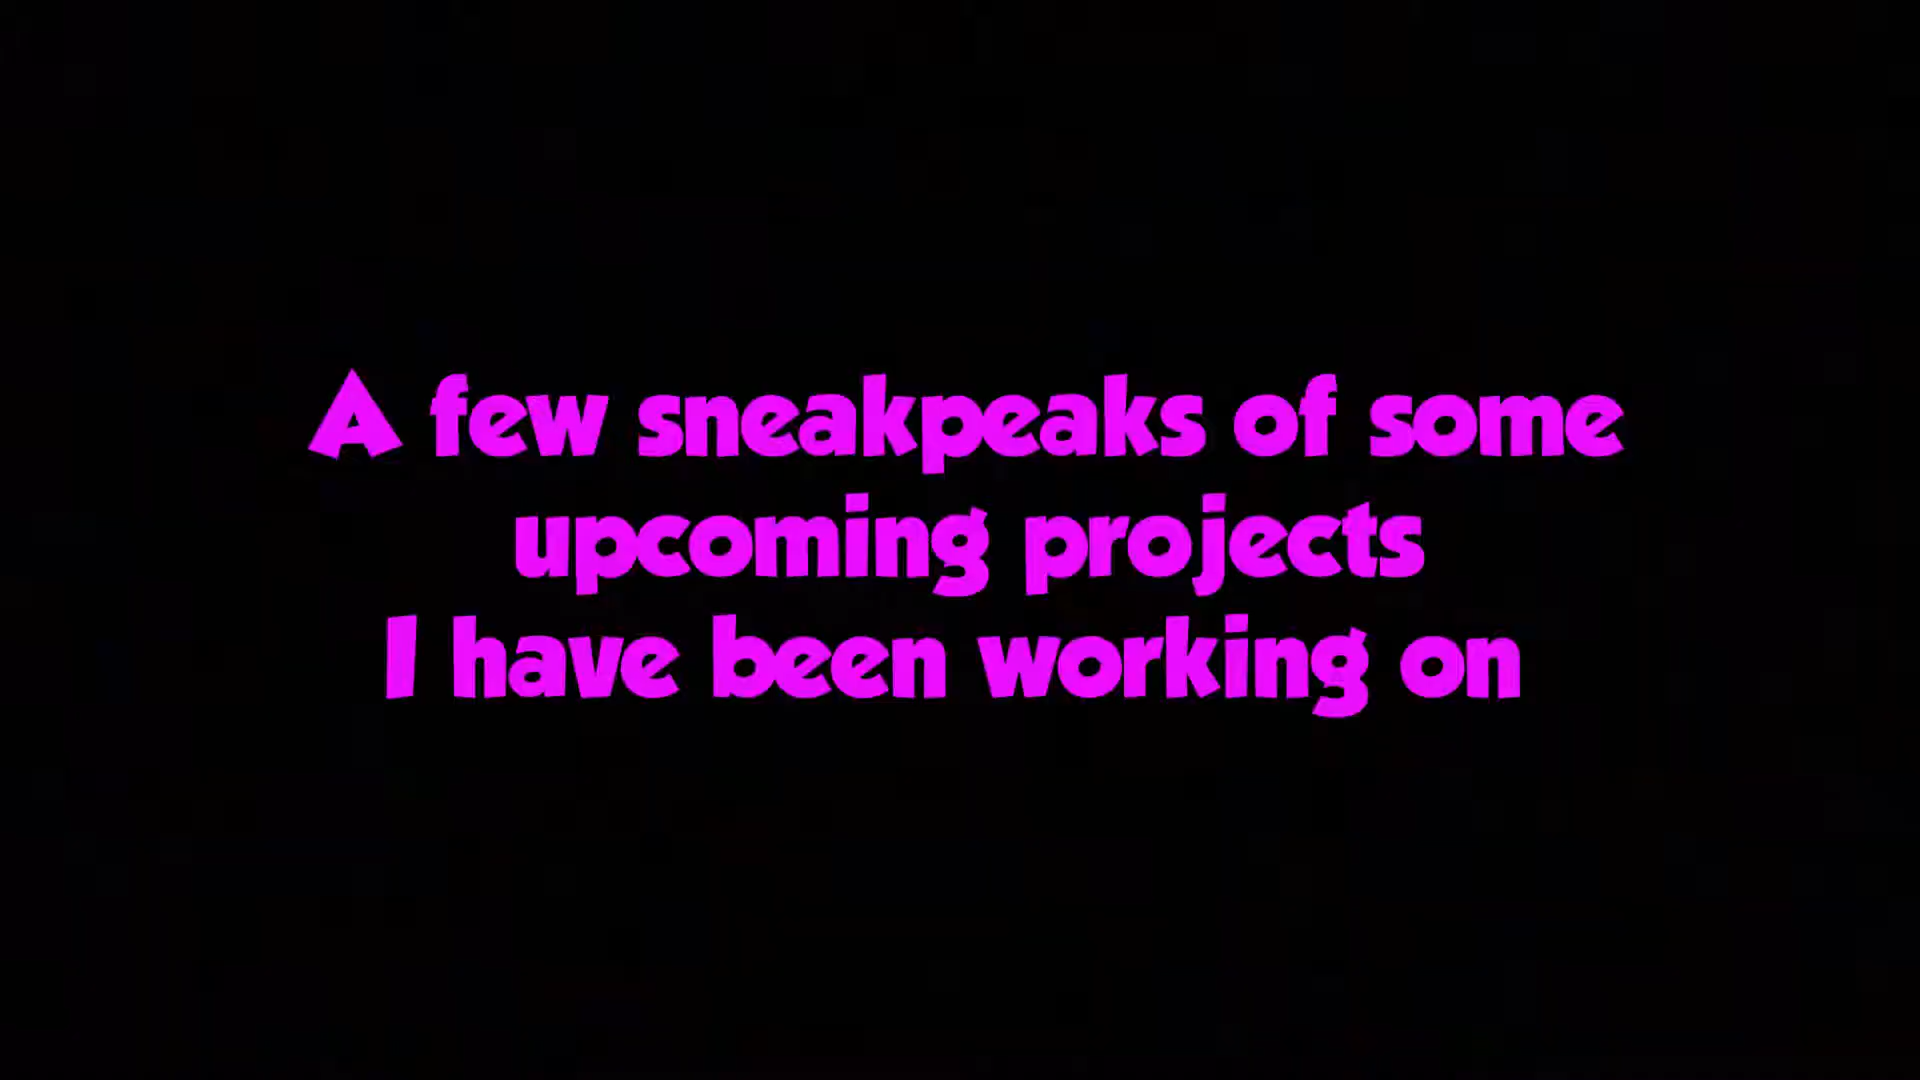 A few sneakpeaks of some
upcoming projects
I have been working on